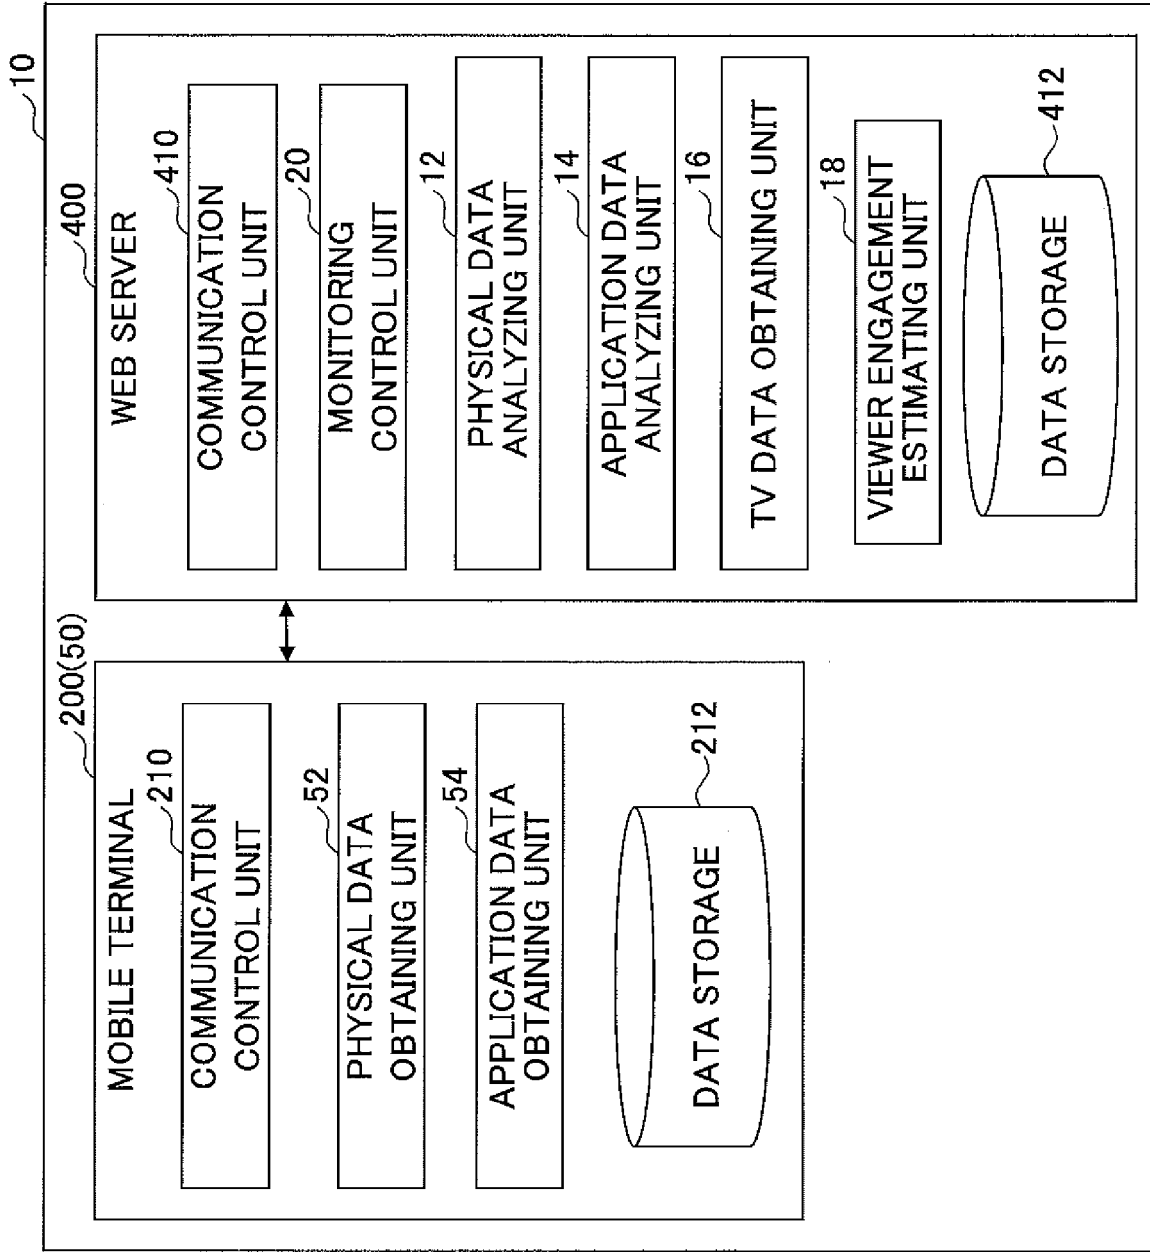 10
200(50)
MOBILE TERMINAL
210
COMMUNICATION
CONTROL UNIT
52
PHYSICAL DATA
OBTAINING UNIT
54
APPLICATION DATA
OBTAINING UNIT
212
DATA STORAGE
400
WEB SERVER
410
COMMUNICATION
CONTROL UNIT
20
MONITORING
CONTROL UNIT
12
PHYSICAL DATA
ANALYZING UNIT
14
APPLICATION DATA
ANALYZING UNIT
16
TV DATA OBTAINING UNIT
18
VIEWER ENGAGEMENT
ESTIMATING UNIT
412
DATA STORAGE